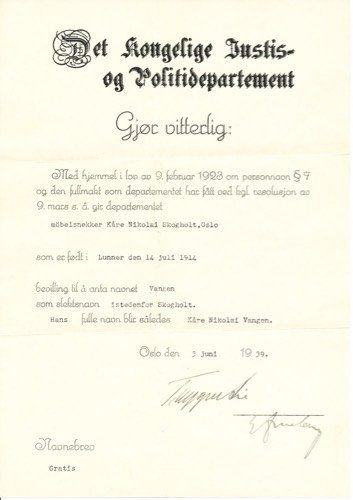 Det Kongelige Justis-
og Politidepartement
Gjør vitterlig:
Med hjemmel i lov av 9. februar 1923 om personnavn § 9
og den fullmakt som departementet har fått ved kgl. resolusjon av
9. mars s. å. gir departementet
möbelsnekker Kåre Nikolai Skogholt, Oslo
som er født i Lunner den 14 juli 1914
bevilling til å anta navnet Vangen
som slektsnavn istedenfor Skogholt.
Hans fulle navn blir således Kåre Nikolai Vangen.
Oslo den 3 juni 1939.
Navnebrev
Gratis